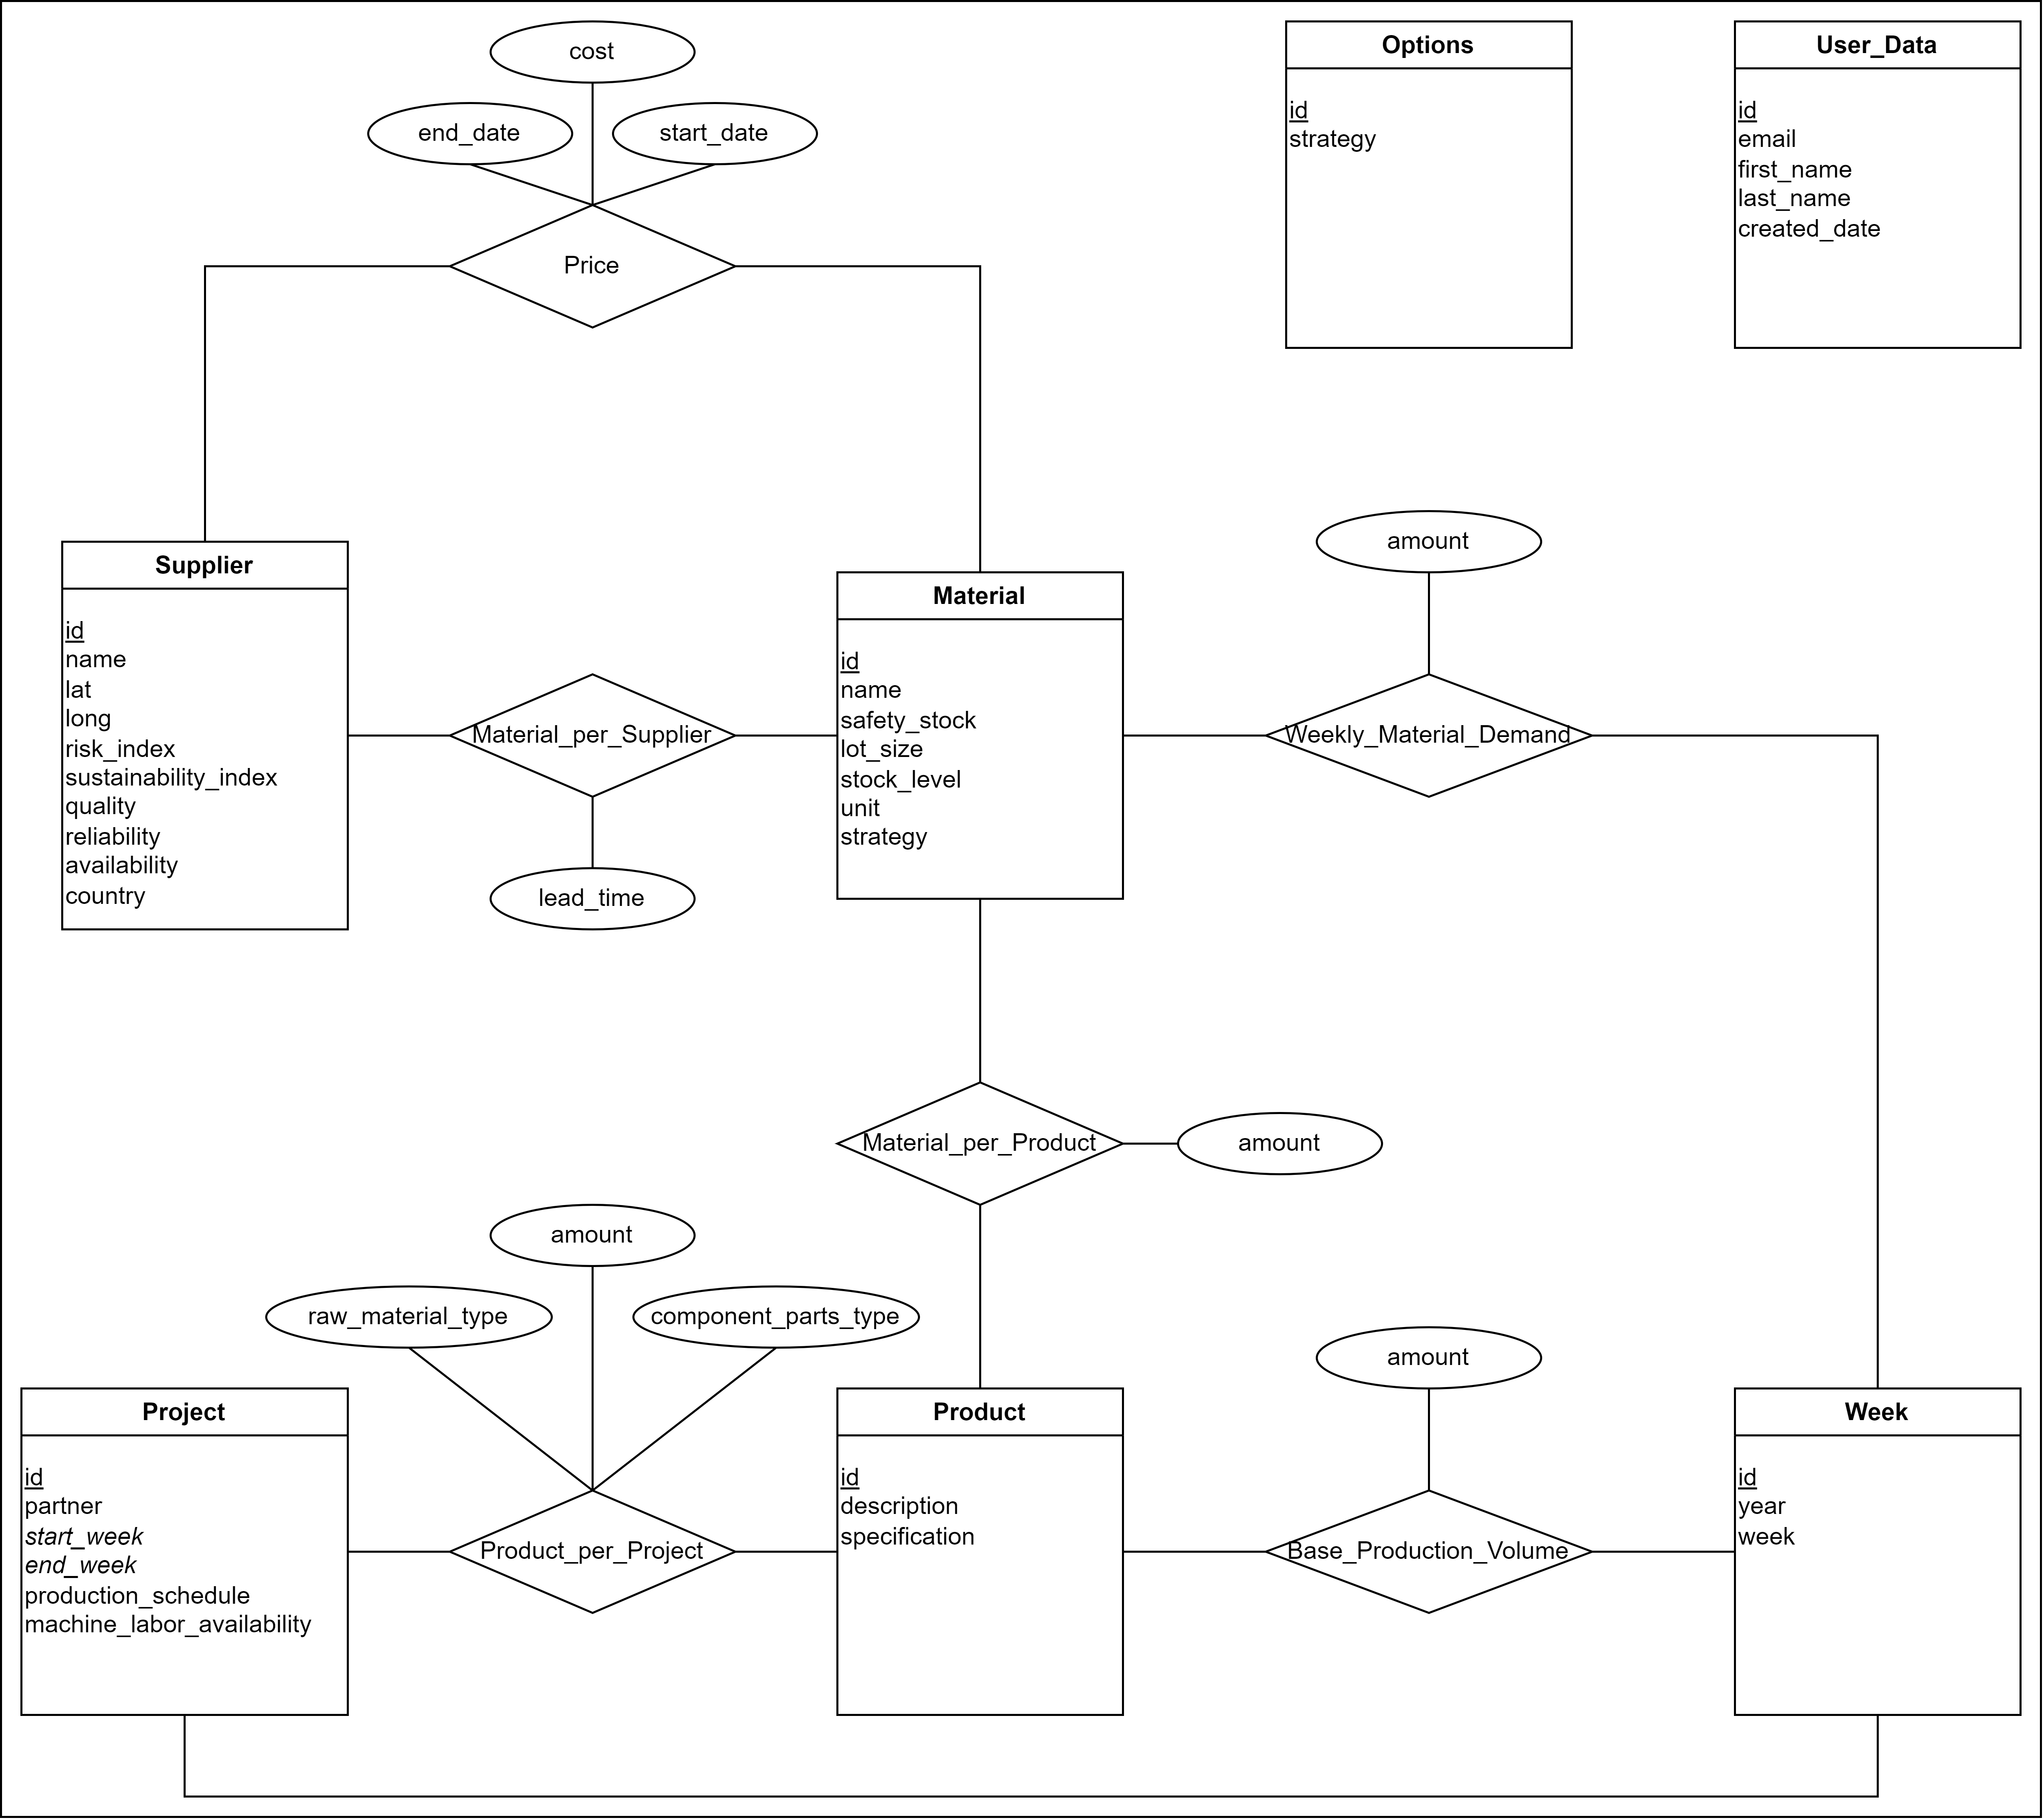 cost
end_date
start_date
Price
Options
id
strategy
User_Data
id
email
first_name
last_name
created_date
Supplier
id
name
lat
long
risk_index
sustainability_index
quality
reliability
availability
country
Material_per_Supplier
lead_time
Material
id
name
safety_stock
lot_size
stock_level
unit
strategy
amount
Weekly_Material_Demand
Material_per_Product
amount
amount
raw_material_type
component_parts_type
Project
id
partner
start_week
end_week
production_schedule
machine_labor_availability
Product_per_Project
Product
id
description
specification
amount
Base_Production_Volume
Week
id
year
week